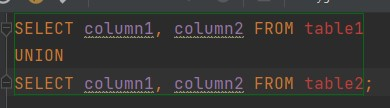 SELECT column1, column2 FROM table1
UNION
SELECT column1, column2 FROM table2;